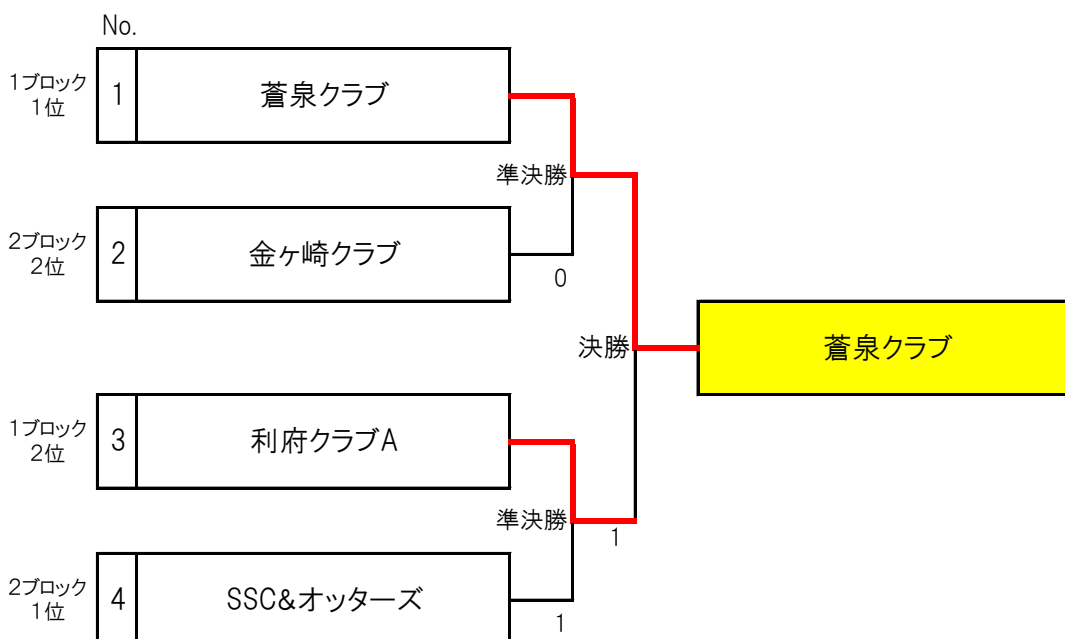 No.
1ブロック
1位
1
蒼泉クラブ
準決勝
2ブロック
2位
2
金ヶ崎クラブ
0
決勝
蒼泉クラブ
1ブロック
2位
3
利府クラブA
準決勝
1
2ブロック
1位
4
SSC&オッターズ
1